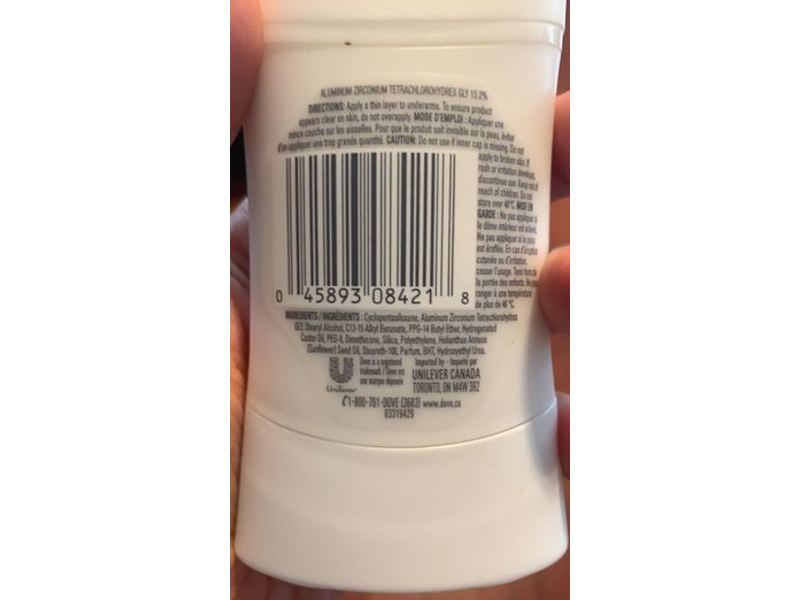 ALUMINUM ZIRCONIUM TETRACHLOROHYDREX GLY 15.2%
DIRECTIONS: Apply a thin layer to underarms. To ensure product
appears clear on skin, do not overapply. MODE D'EMPLOI : Appliquer une
mince couche sur les aisselles. Pour que le produit soit invisible sur la peau, éviter
d'en appliquer une trop grande quantité. CAUTION: Do not use if inner cap is missing. Do not
apply to broken skin. If
rash or irritation develops,
discontinue use. Keep out of
reach of children. Do not
store over 46°C. MISE EN
GARDE : Ne pas appliquer si
le dôme intérieur est enlevé.
Ne pas appliquer si la peau
est éraflée. En cas d'éruption
cutanée ou d'irritation,
cesser l'usage. Tenir hors de
la portée des enfants. Ne pas
ranger à une température
de plus de 46 °C.
0 45893 08421 8
INGREDIENTS / INGRÉDIENTS : Cyclopentasiloxane, Aluminum Zirconium Tetrachlorohydrex
GLY, Stearyl Alcohol, C12-15 Alkyl Benzoate, PPG-14 Butyl Ether, Hydrogenated
Castor Oil, PEG-8, Dimethicone, Silica, Polyethylene, Helianthus Annuus
(Sunflower) Seed Oil, Steareth-100, Parfum, BHT, Hydroxyethyl Urea.
Unilever
Dove is a registered
trademark / Dove est
une marque déposée
Imported by - Importé par
UNILEVER CANADA
TORONTO, ON M4W 3R2
1-800-761-DOVE (3683) www.dove.ca
83319429